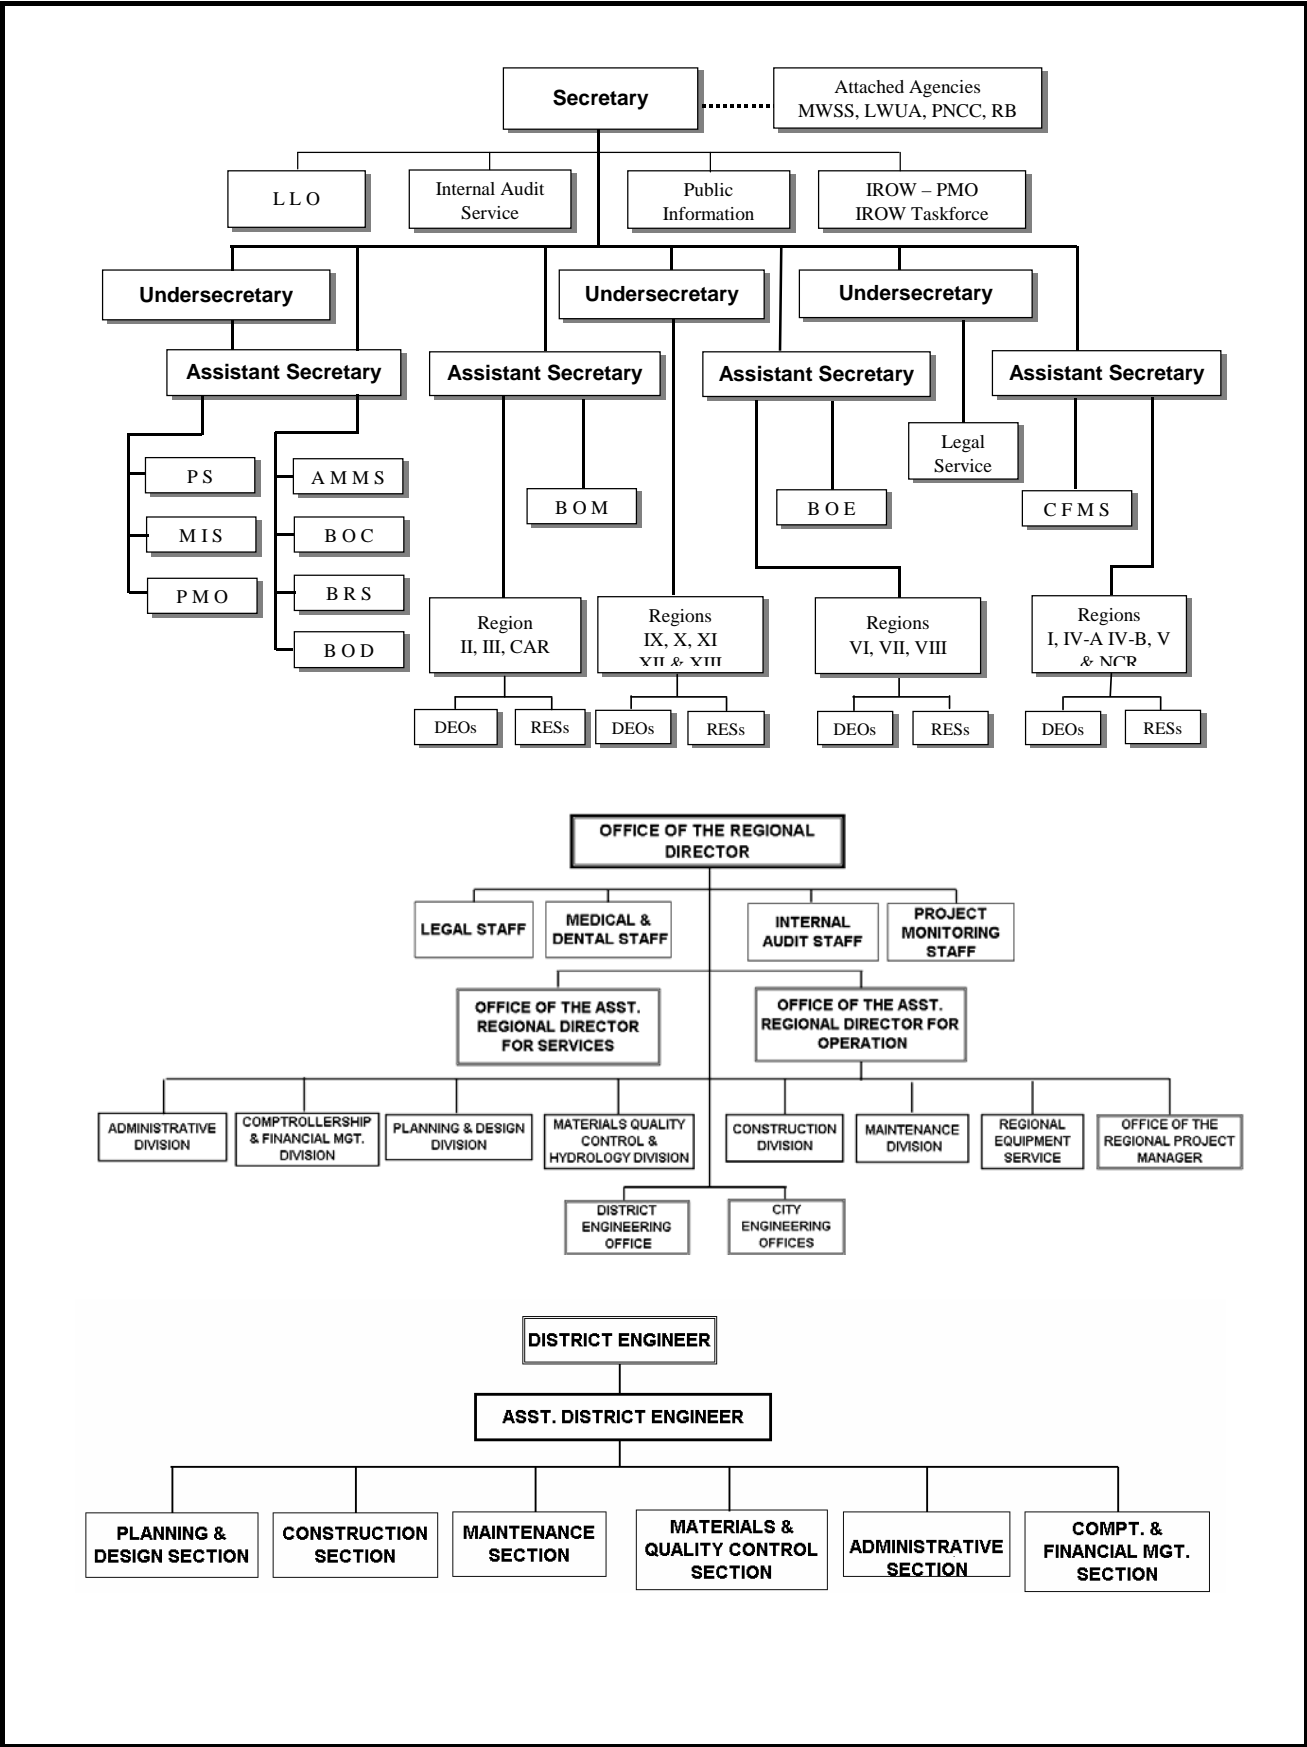 Secretary
Attached Agencies
MWSS, LWUA, PNCC, RB
L L O
Internal Audit
Service
Public
Information
IROW – PMO
IROW Taskforce
Undersecretary
Undersecretary
Undersecretary
Assistant Secretary
Assistant Secretary
Assistant Secretary
Assistant Secretary
Legal
Service
P S
A M M S
B O M
B O E
C F M S
M I S
B O C
P M O
B R S
B O D
Region
II, III, CAR
Regions
IX, X, XI
XII & XIII
Regions
VI, VII, VIII
Regions
I, IV-A IV-B, V
& NCR
DEOs
RESs
DEOs
RESs
DEOs
RESs
DEOs
RESs
OFFICE OF THE REGIONAL
DIRECTOR
LEGAL STAFF
MEDICAL &
DENTAL STAFF
INTERNAL
AUDIT STAFF
PROJECT
MONITORING
STAFF
OFFICE OF THE ASST.
REGIONAL DIRECTOR
FOR SERVICES
OFFICE OF THE ASST.
REGIONAL DIRECTOR FOR
OPERATION
ADMINISTRATIVE
DIVISION
COMPTROLLERSHIP
& FINANCIAL MGT.
DIVISION
PLANNING & DESIGN
DIVISION
MATERIALS QUALITY
CONTROL &
HYDROLOGY DIVISION
CONSTRUCTION
DIVISION
MAINTENANCE
DIVISION
REGIONAL
EQUIPMENT
SERVICE
OFFICE OF THE
REGIONAL PROJECT
MANAGER
DISTRICT
ENGINEERING
OFFICE
CITY
ENGINEERING
OFFICES
DISTRICT ENGINEER
ASST. DISTRICT ENGINEER
PLANNING &
DESIGN SECTION
CONSTRUCTION
SECTION
MAINTENANCE
SECTION
MATERIALS &
QUALITY CONTROL
SECTION
ADMINISTRATIVE
SECTION
COMPT. &
FINANCIAL MGT.
SECTION